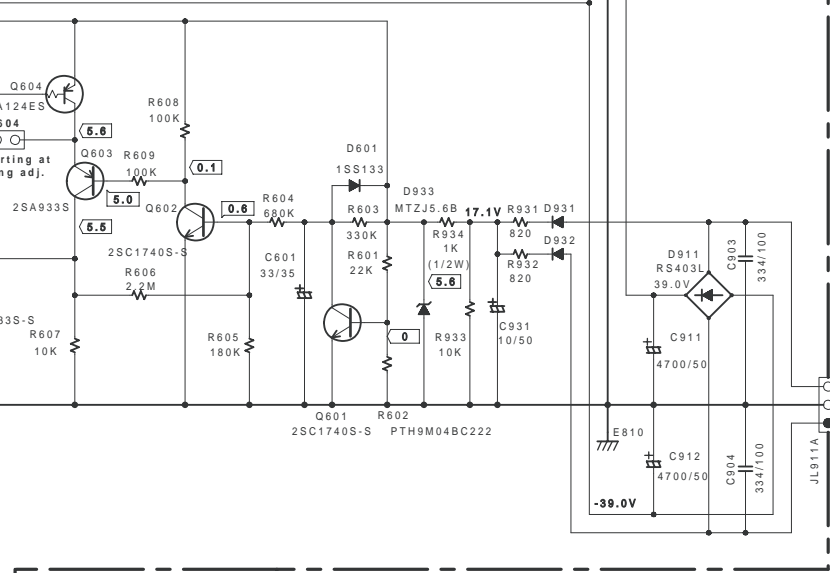 Q604
A124ES
604
5.6
rting at
ng adj.
R608
100K
Q603
R609
100K
0.1
5.0
2SA933S
Q602
5.5
0.6
2SC1740S-S
R606
2.2M
33S-S
R607
10K
R605
180K
R604
680K
C601
33/35
D601
1SS133
R603
330K
R601
22K
D933
MTZJ5.6B
17.1V
R934
1K
(1/2W)
5.6
R931
820
D931
D932
R932
820
C931
10/50
R933
10K
0
Q601
2SC1740S-S
R602
PTH9M04BC222
D911
RS403L
39.0V
C903
334/100
C911
4700/50
E810
C912
4700/50
C904
334/100
-39.0V
JL911A